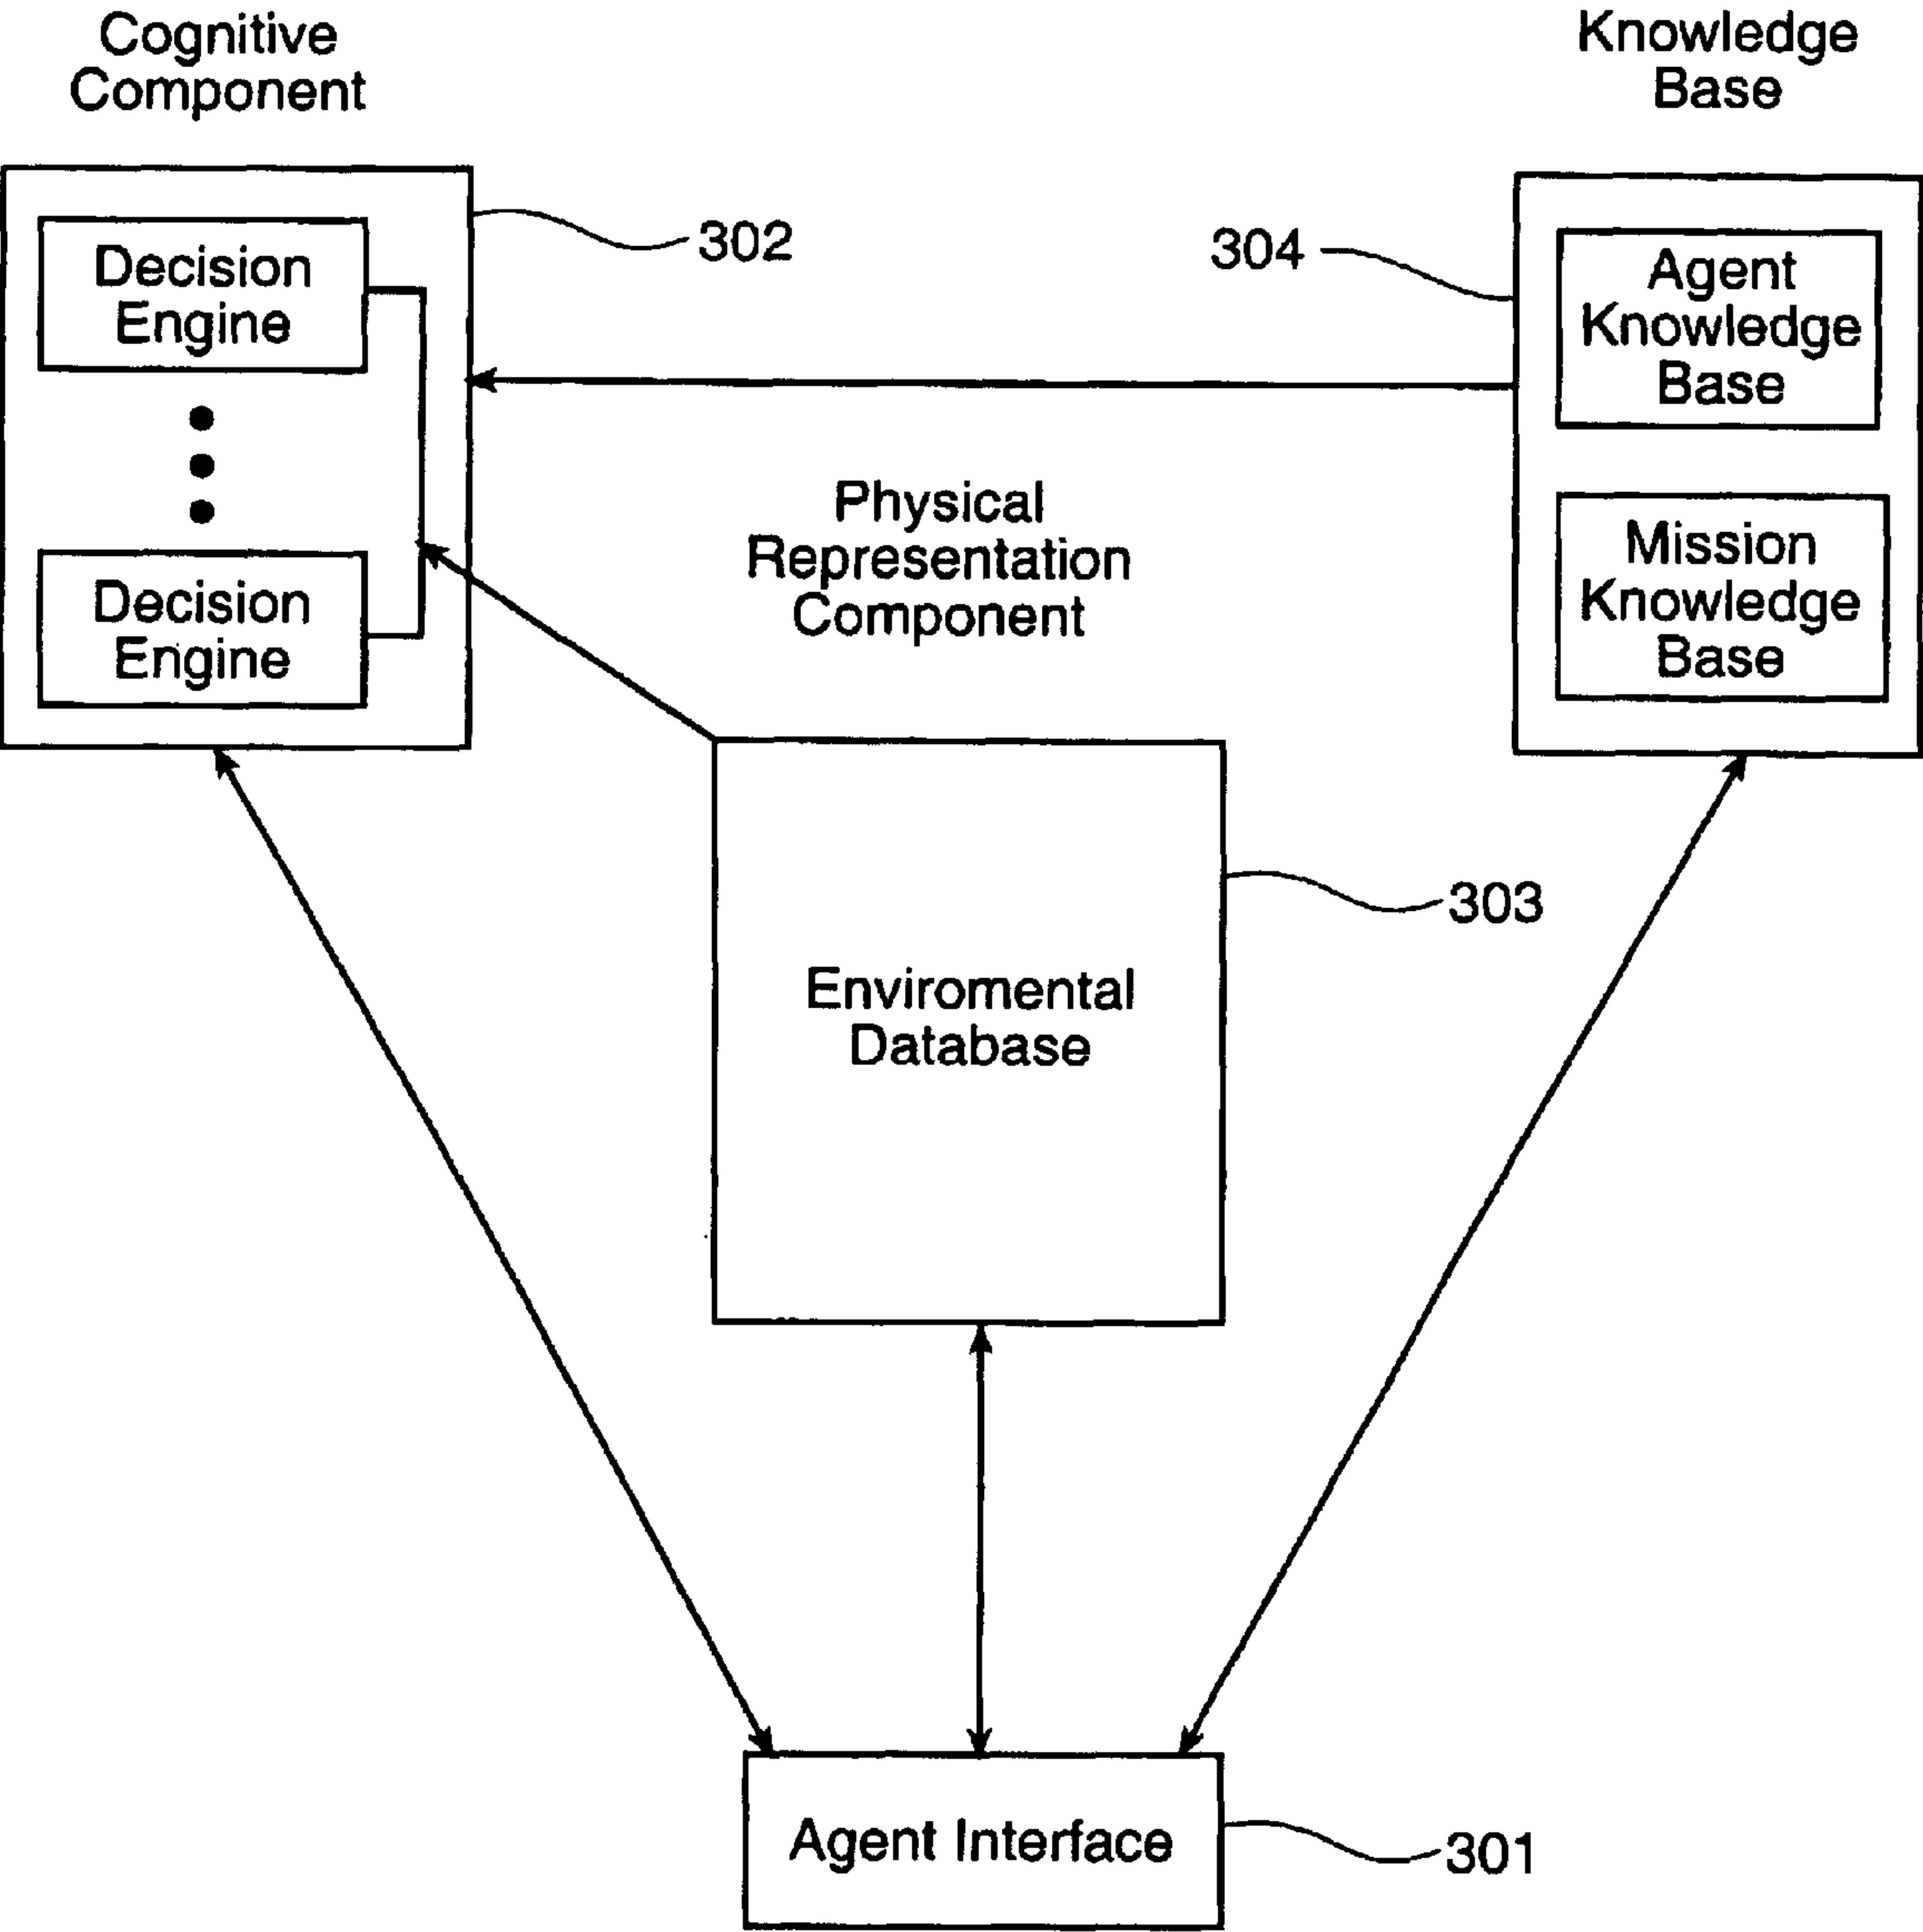 Cognitive
Component
Knowledge
Base
302
304
Decision
Engine
Agent
Knowledge
Base
Physical
Representation
Component
Mission
Knowledge
Base
Decision
Engine
303
Enviromental
Database
Agent Interface
301